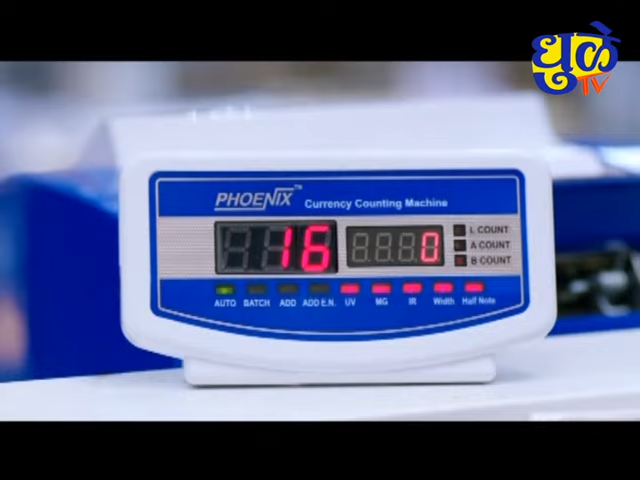 धुळे
TV
PHOENIX™
Currency Counting Machine
16 0
L COUNT
A COUNT
B COUNT
AUTO BATCH ADD ADD E.N. UV MG IR Width Half Note